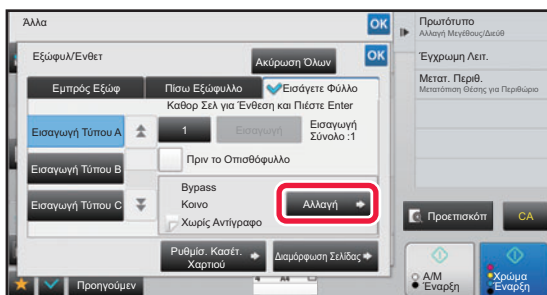 Άλλα
OK
Εξώφυλ/Ένθετ
Ακύρωση Όλων
OK
Εμπρός Εξώφ
Πίσω Εξώφυλλο
Εισάγετε Φύλλο
Καθορ Σελ για Ένθεση και Πιέστε Enter
Εισαγωγή Τύπου Α
1
Εισαγωγή
Εισαγωγή
Σύνολο :1
Εισαγωγή Τύπου Β
Πριν το Οπισθόφυλλο
Εισαγωγή Τύπου C
Bypass
Κοινο
Χωρίς Αντίγραφο
Αλλαγή
Ρυθμίσ. Κασέτ.
Χαρτιού
Διαμόρφωση Σελίδας
Προηγούμεν
A4
Πρωτότυπο
Αλλαγή Μεγέθους/Διεύθ
Έγχρωμη Λειτ.
Μετατ. Περιθ.
Μετατόπιση Θέσης για Περιθώριο
Προεπισκόπ
CA
Α/Μ
Έναρξη
Χρώμα
Έναρξη